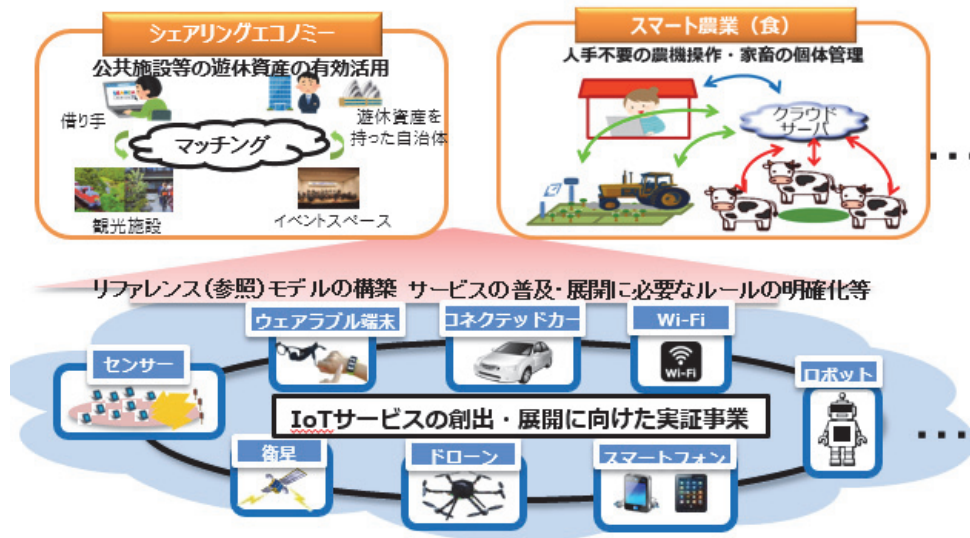 シェアリングエコノミー
公共施設等の遊休資産の有効活用
借り手
遊休資産を
持った自治体
マッチング
観光施設
イベントスペース
スマート農業（食）
人手不要の農機操作・家畜の個体管理
クラウド
サーバ
リファレンス（参照）モデルの構築 サービスの普及・展開に必要なルールの明確化等
ウェアラブル端末
コネクテッドカー
Wi-Fi
Wi-Fi
センサー
ロボット
IoTサービスの創出・展開に向けた実証事業
衛星
ドローン
スマートフォン